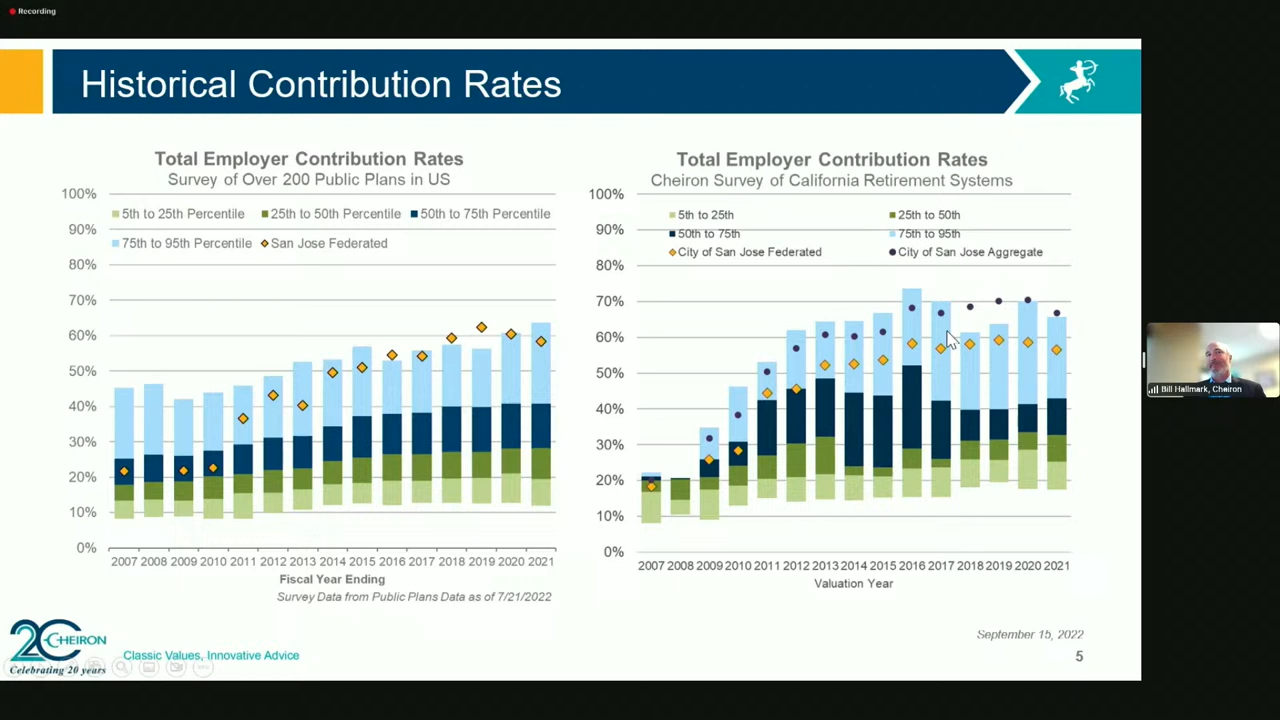 Recording
Historical Contribution Rates
Total Employer Contribution Rates
Survey of Over 200 Public Plans in US
100%
90%
80%
70%
60%
50%
40%
30%
20%
10%
0%
5th to 25th Percentile 25th to 50th Percentile 50th to 75th Percentile
75th to 95th Percentile San Jose Federated
2007 2008 2009 2010 2011 2012 2013 2014 2015 2016 2017 2018 2019 2020 2021
Fiscal Year Ending
Survey Data from Public Plans Data as of 7/21/2022
Total Employer Contribution Rates
Cheiron Survey of California Retirement Systems
100%
90%
80%
70%
60%
50%
40%
30%
20%
10%
0%
5th to 25th 25th to 50th
50th to 75th 75th to 95th
City of San Jose Federated City of San Jose Aggregate
2007 2008 2009 2010 2011 2012 2013 2014 2015 2016 2017 2018 2019 2020 2021
Valuation Year
Bill Hallmark, Cheiron
September 15, 2022
5
20 CHEIRON
Celebrating 20 years
Classic Values, Innovative Advice